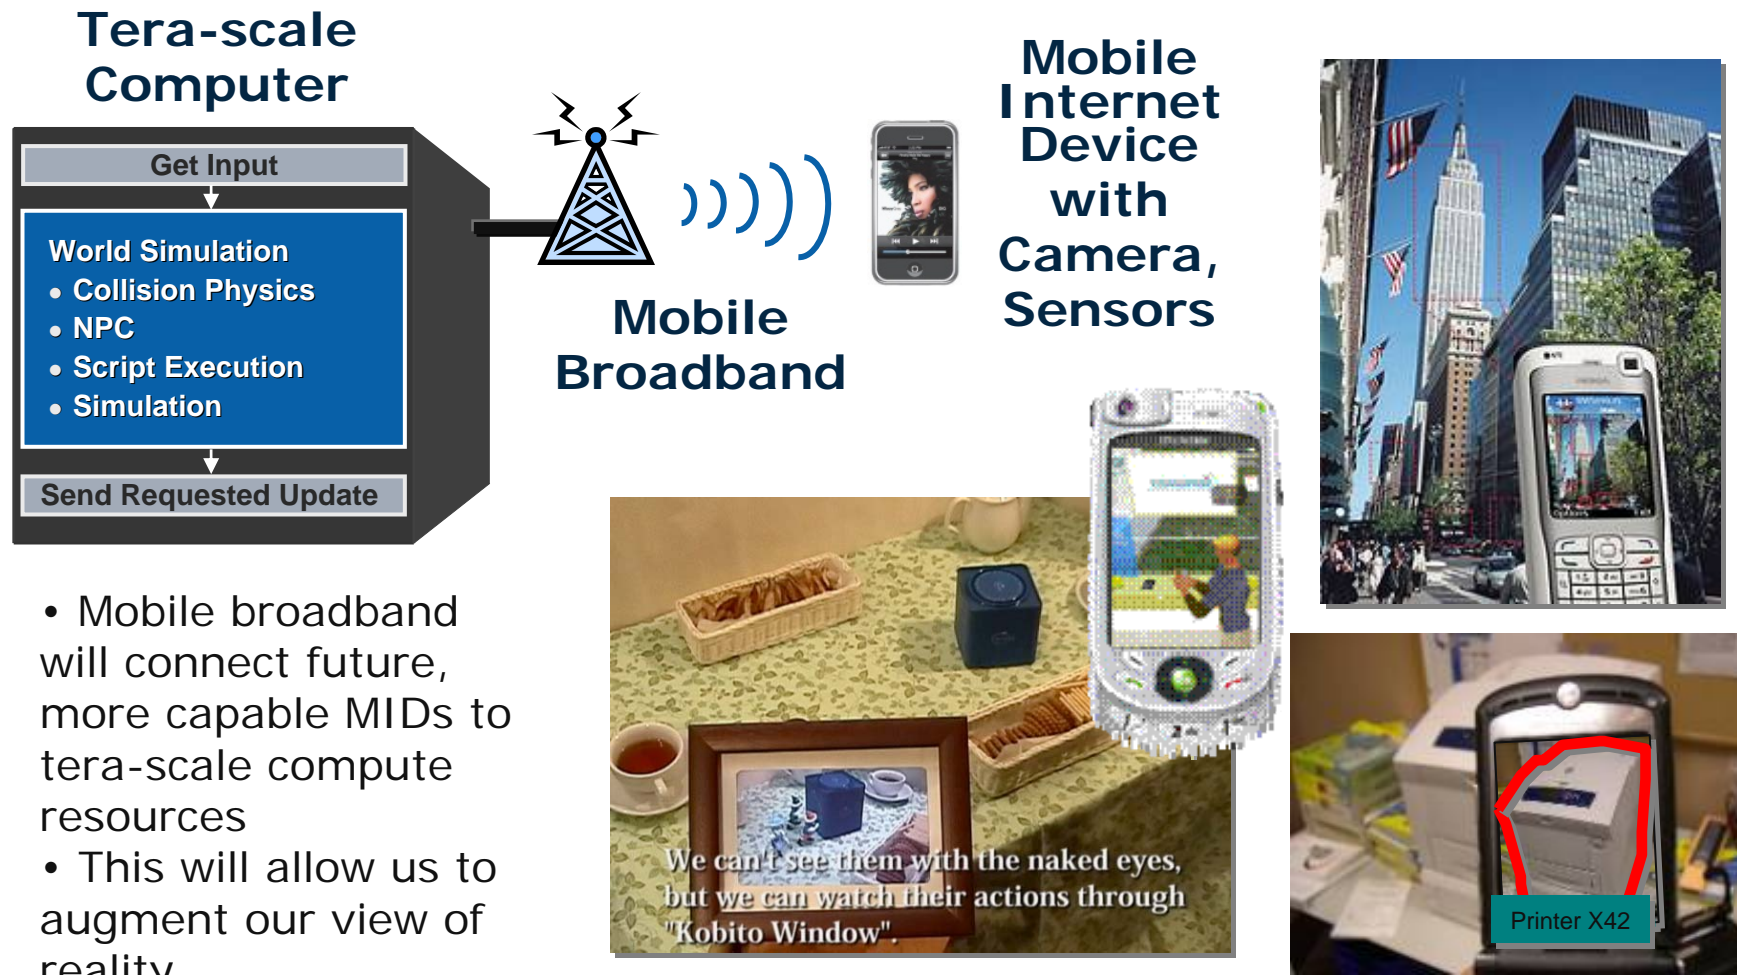 Tera-scale
Computer
Get Input
World Simulation
● Collision Physics
● NPC
● Script Execution
● Simulation
Send Requested Update
Mobile
Broadband
Mobile
Internet
Device
with
Camera,
Sensors
• Mobile broadband
will connect future,
more capable MIDs to
tera-scale compute
resources
• This will allow us to
augment our view of
reality
We can't see them with the naked eyes,
but we can watch their actions through
"Kobito Window".
Options
Printer X42